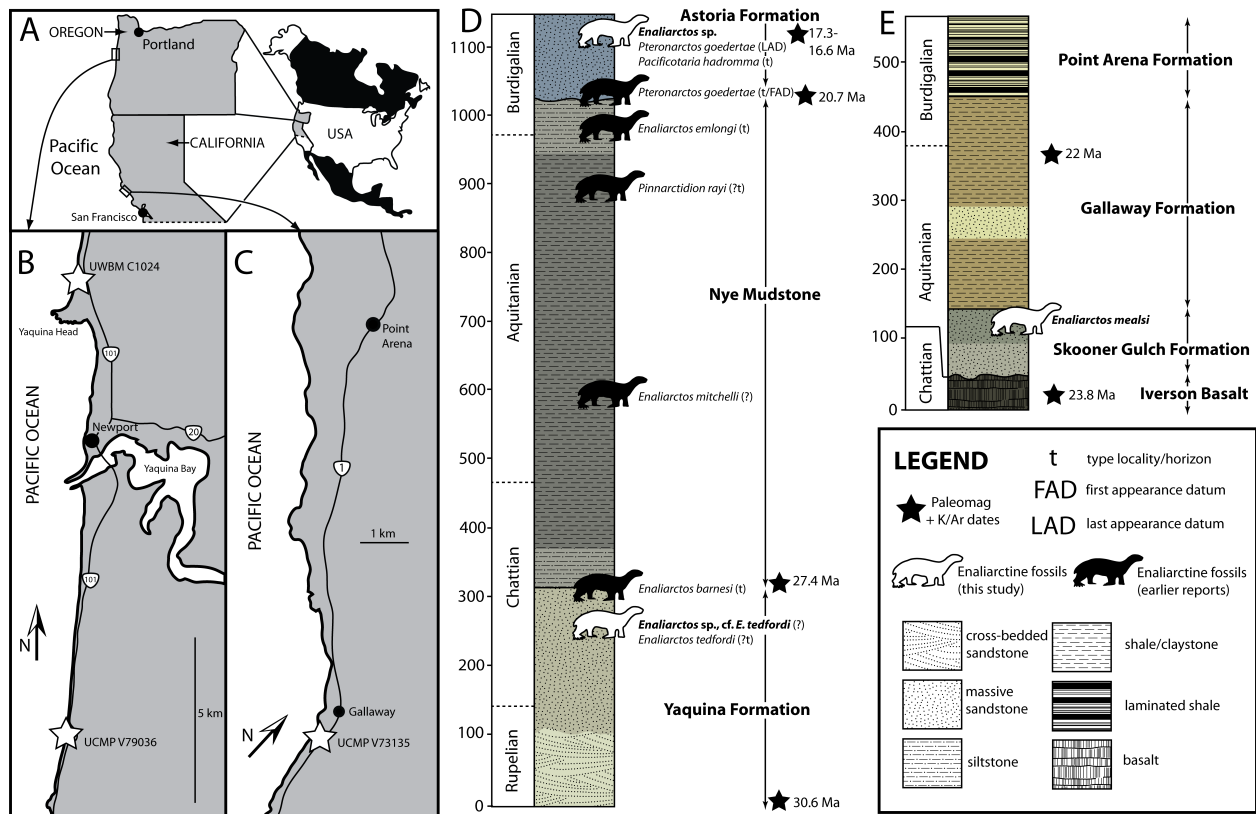 A
OREGON
Portland
CALIFORNIA
USA
Pacific
Ocean
San Francisco
B
UWBM C1024
Yaquina Head
101
PACIFIC OCEAN
Newport
20
Yaquina Bay
101
N
5 km
UCMP V79036
C
Point
Arena
PACIFIC OCEAN
1
1 km
Gallaway
N
UCMP V73135
D
1100
1000
900
800
700
600
500
400
300
200
100
0
Burdigalian
Aquitanian
Chattian
Rupelian
Astoria Formation
Enaliarctos sp.
Pteronarctos goedertae (LAD)
Pacificotaria hadromma (t)
17.3-
16.6 Ma
Pteronarctos goedertae (t/FAD)
20.7 Ma
Enaliarctos emlongi (t)
Pinnarctidion rayi (?t)
Nye Mudstone
Enaliarctos mitchelli (?)
Enaliarctos barnesi (t)
27.4 Ma
Enaliarctos sp., cf. E. tedfordi (?)
Enaliarctos tedfordi (?t)
Yaquina Formation
30.6 Ma
E
500
400
300
200
100
0
Burdigalian
Aquitanian
Chattian
Point Arena Formation
22 Ma
Gallaway Formation
Enaliarctos mealsi
Skooner Gulch Formation
23.8 Ma
Iverson Basalt
LEGEND
t type locality/horizon
FAD first appearance datum
LAD last appearance datum
Paleomag
+ K/Ar dates
Enaliarctine fossils
(this study)
Enaliarctine fossils
(earlier reports)
cross-bedded
sandstone
shale/claystone
massive
sandstone
laminated shale
siltstone
basalt